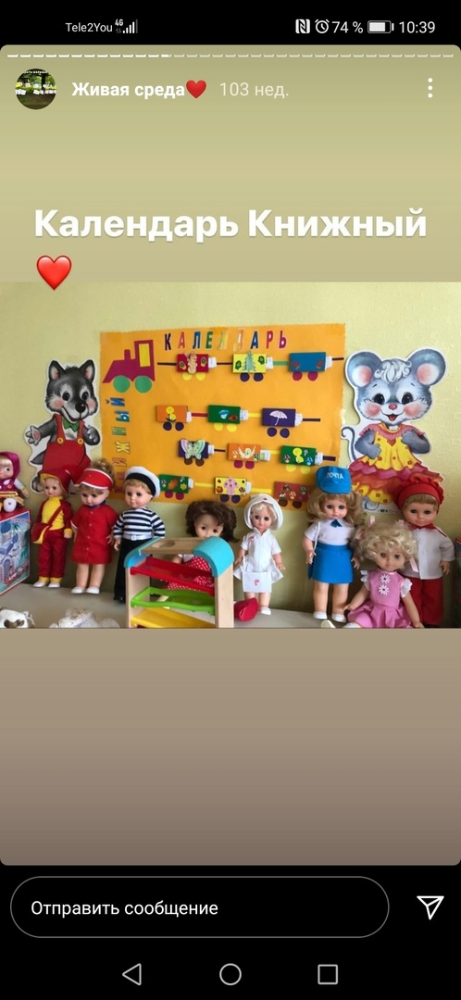 Tele2You 4G 74 % 10:39
Живая среда❤️ 103 нед.
Календарь Книжный
❤️
КАЛЕНДАРЬ
ПОЧТА
Отправить сообщение